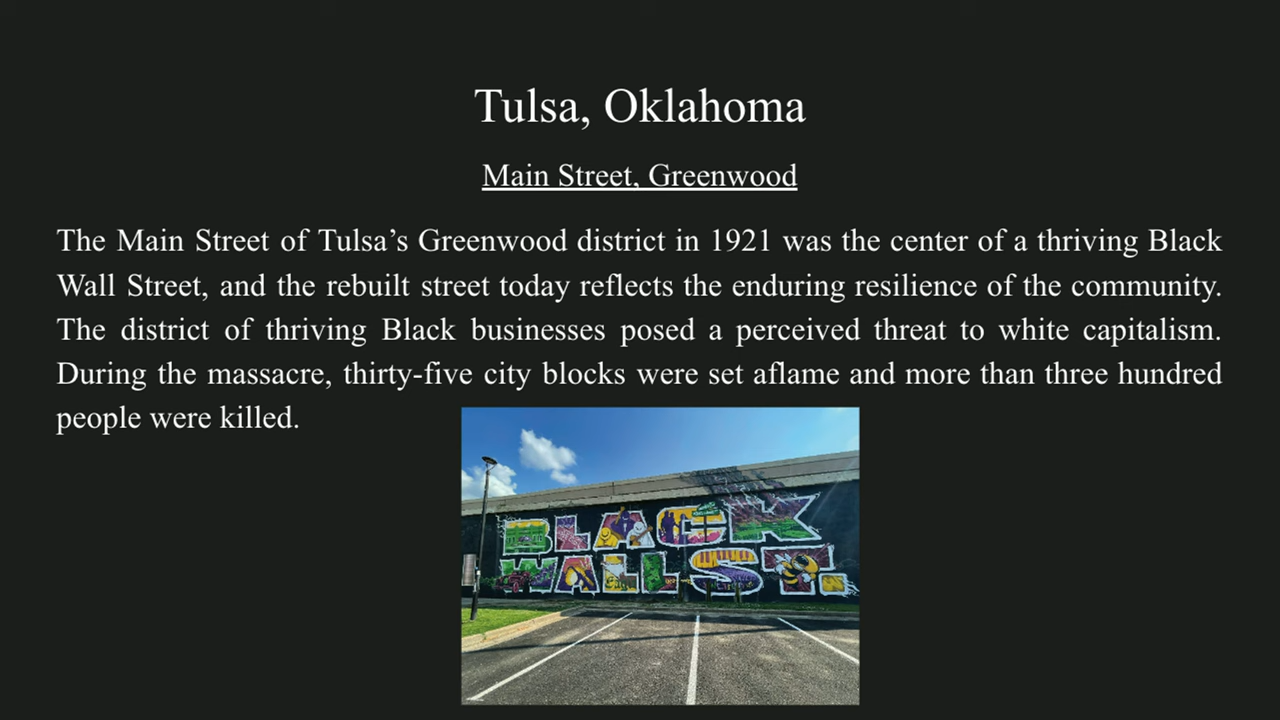 Tulsa, Oklahoma
Main Street, Greenwood
The Main Street of Tulsa’s Greenwood district in 1921 was the center of a thriving Black
Wall Street, and the rebuilt street today reflects the enduring resilience of the community.
The district of thriving Black businesses posed a perceived threat to white capitalism.
During the massacre, thirty-five city blocks were set aflame and more than three hundred
people were killed.
BLACK
WALL ST.